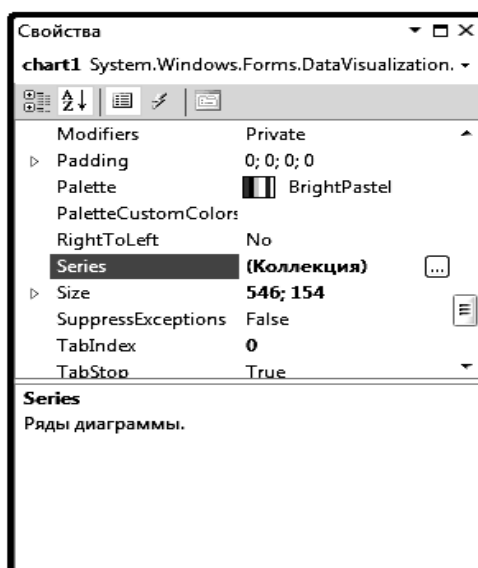 Свойства
chart1 System.Windows.Forms.DataVisualization.
Modifiers Private
Padding 0; 0; 0; 0
Palette BrightPastel
PaletteCustomColors
RightToLeft No
Series (Коллекция) ...
Size 546; 154
SuppressExceptions False
TabIndex 0
TabStop True
Series
Ряды диаграммы.